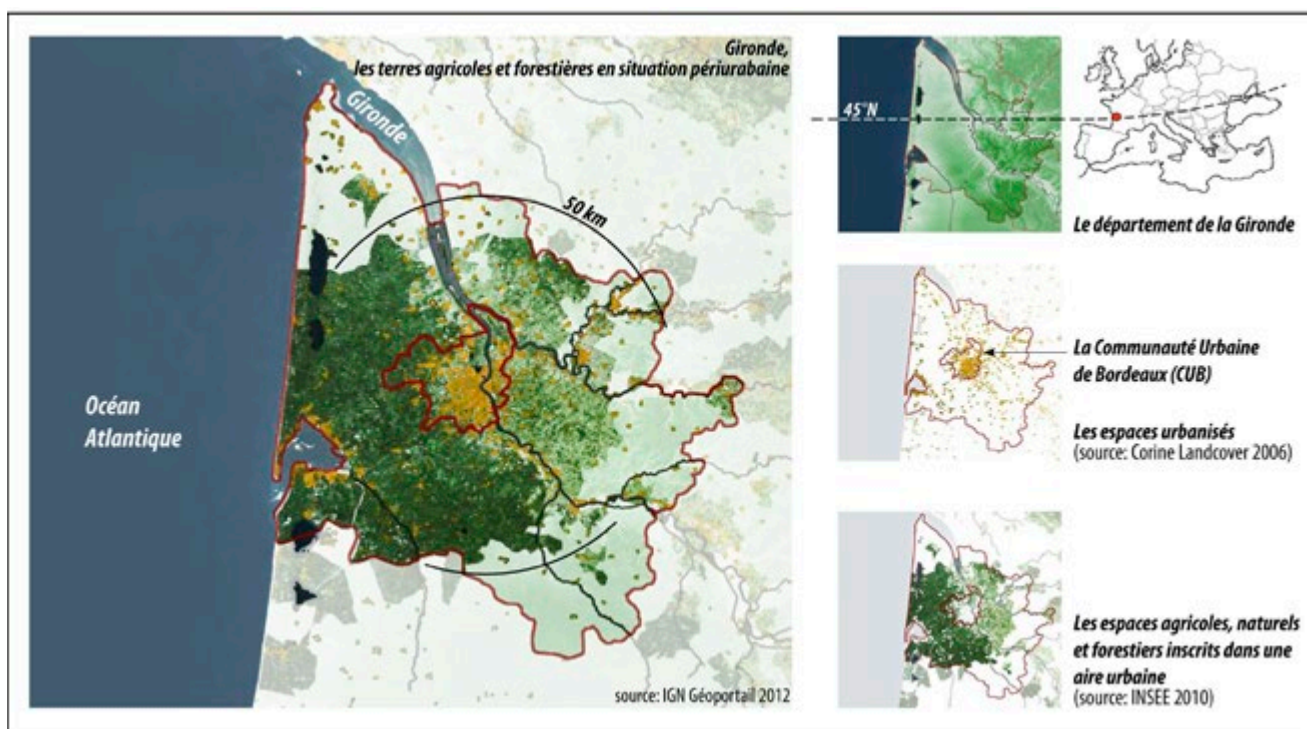 Gironde,
les terres agricoles et forestières en situation périurabaine
Gironde
50 km
Océan
Atlantique
source: IGN Géoportail 2012
45°N
Le département de la Gironde
La Communauté Urbaine
de Bordeaux (CUB)
Les espaces urbanisés
(source: Corine Landcover 2006)
Les espaces agricoles, naturels
et forestiers inscrits dans une
aire urbaine
(source: INSEE 2010)